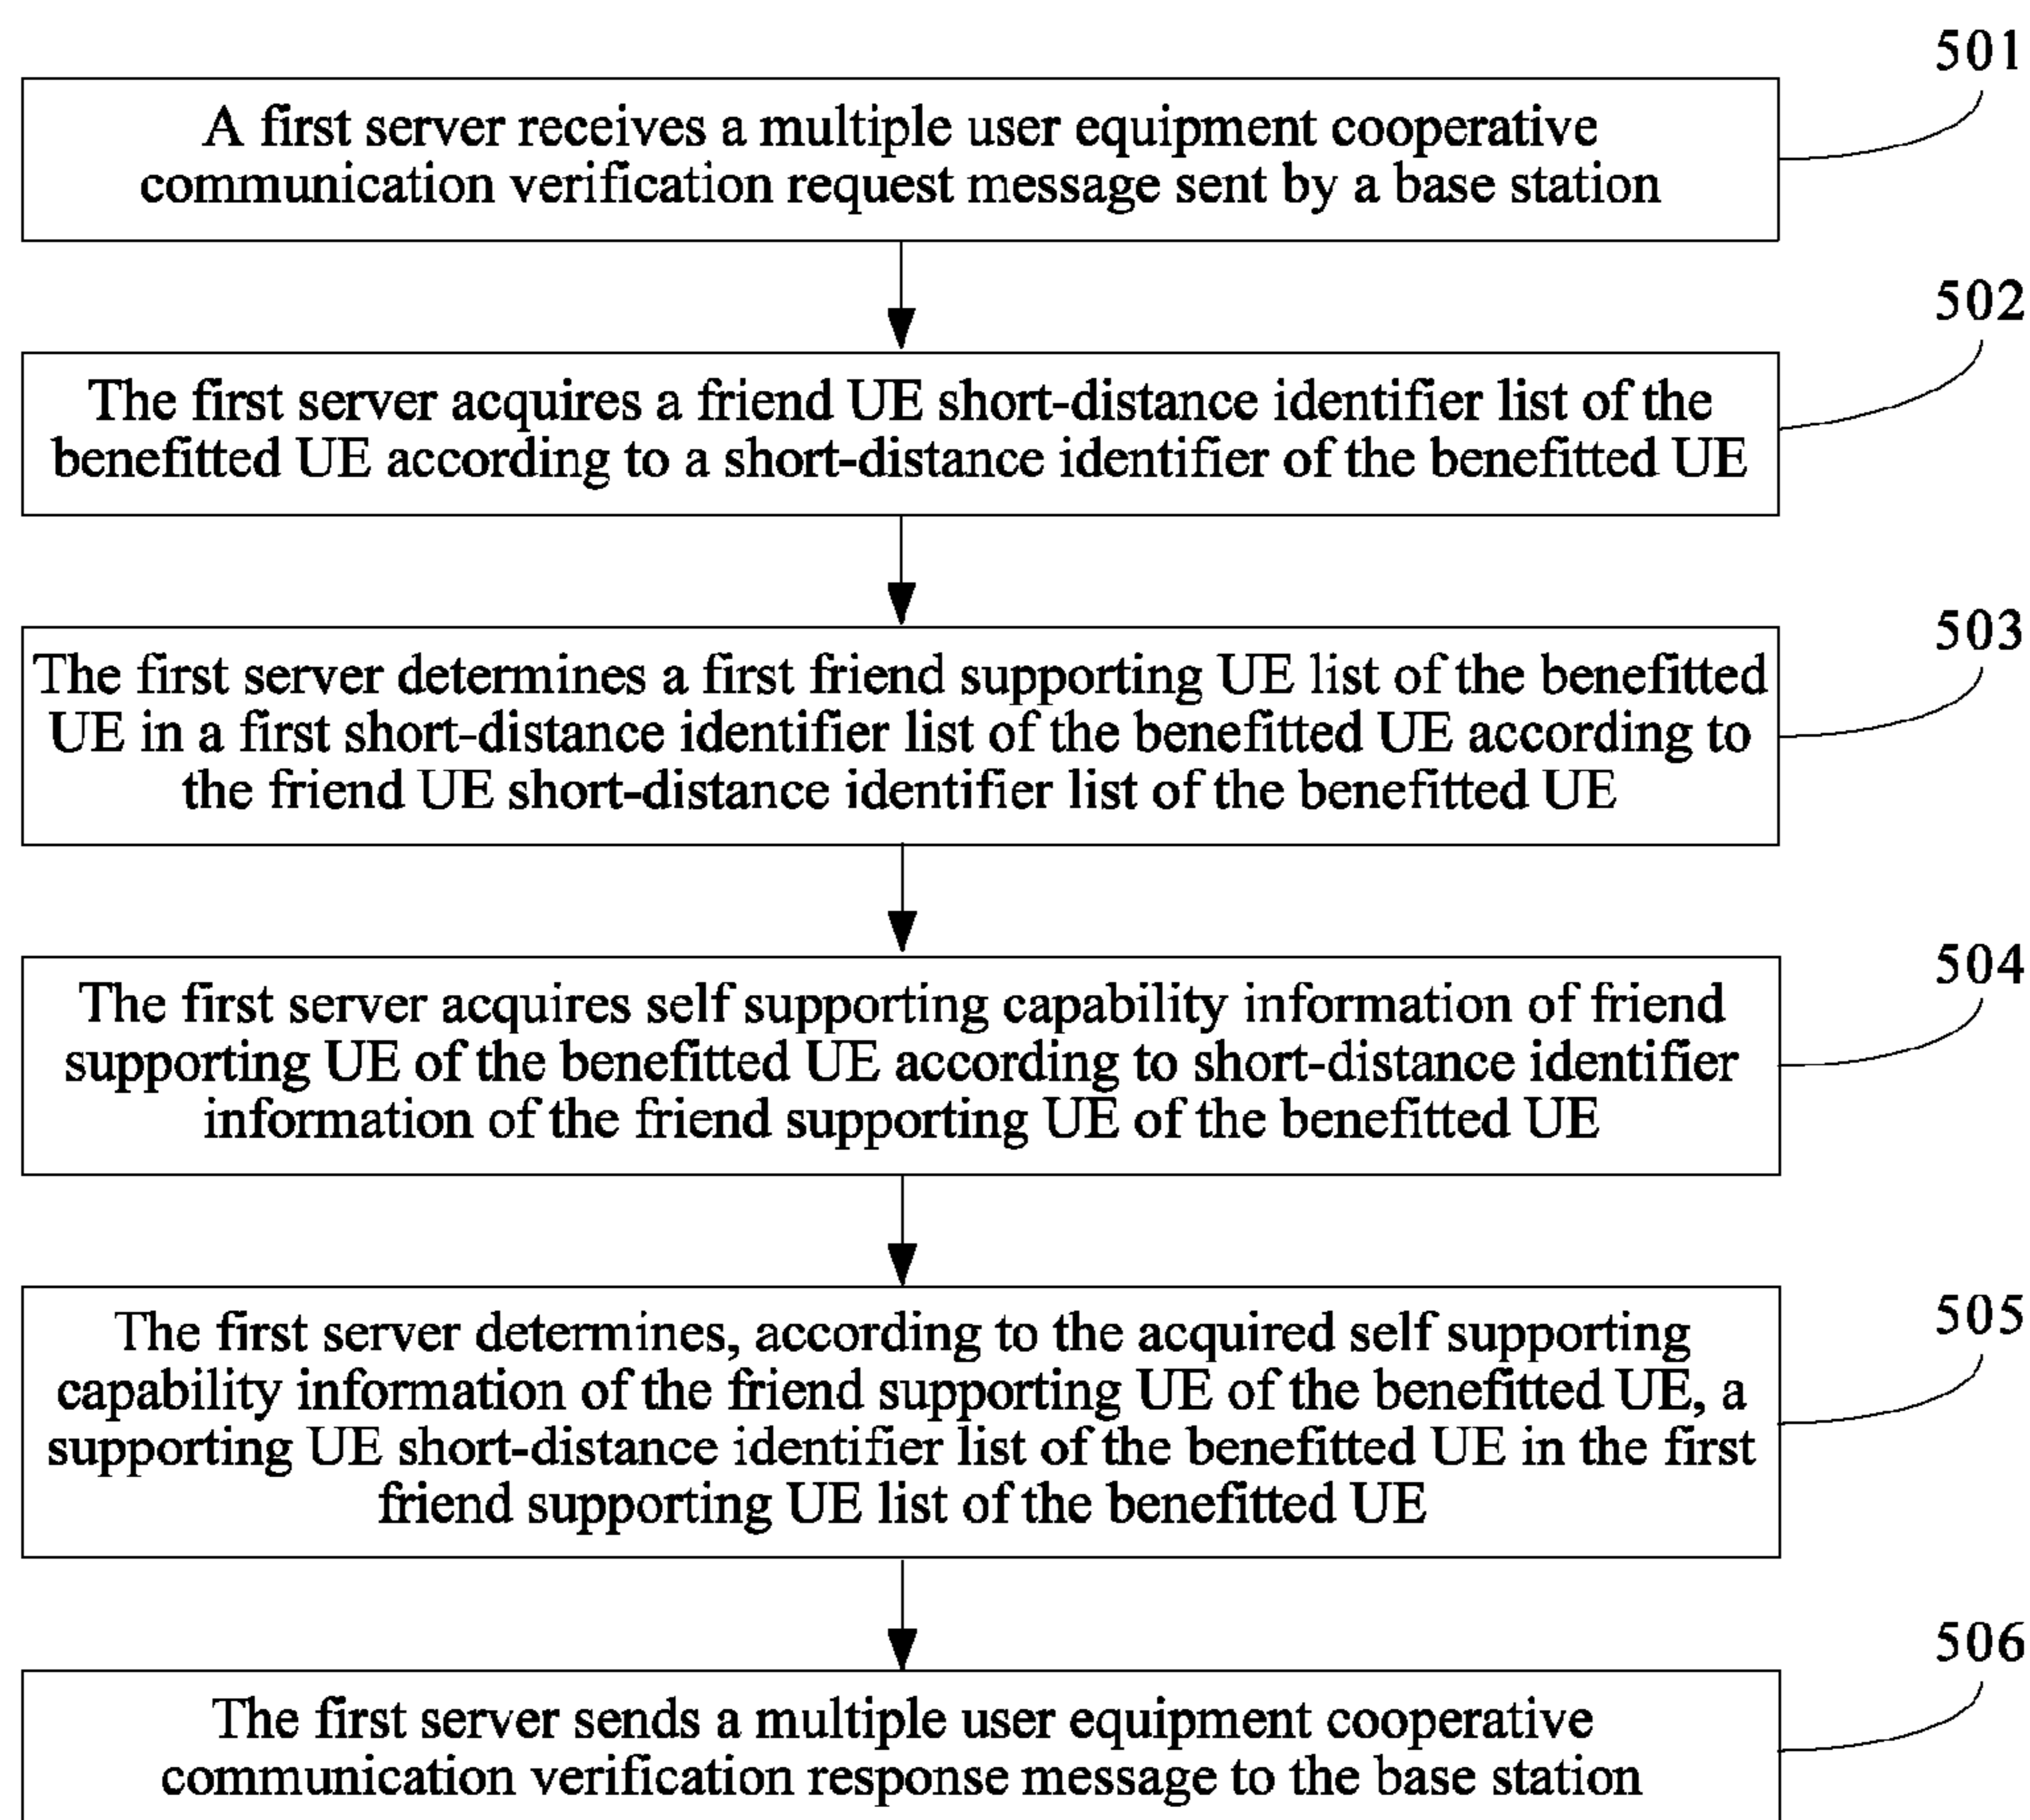 501
A first server receives a multiple user equipment cooperative
communication verification request message sent by a base station
502
The first server acquires a friend UE short-distance identifier list of the
benefitted UE according to a short-distance identifier of the benefitted UE
503
The first server determines a first friend supporting UE list of the benefitted
UE in a first short-distance identifier list of the benefitted UE according to
the friend UE short-distance identifier list of the benefitted UE
504
The first server acquires self supporting capability information of friend
supporting UE of the benefitted UE according to short-distance identifier
information of the friend supporting UE of the benefitted UE
505
The first server determines, according to the acquired self supporting
capability information of the friend supporting UE of the benefitted UE, a
supporting UE short-distance identifier list of the benefitted UE in the first
friend supporting UE list of the benefitted UE
506
The first server sends a multiple user equipment cooperative
communication verification response message to the base station